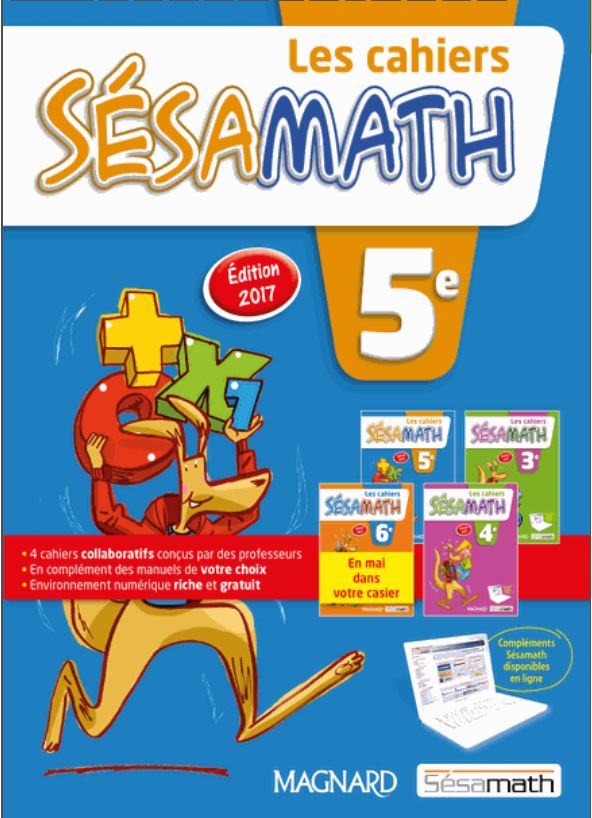 Les cahiers
SÉSAMATH
Édition
2017
5e
Les cahiers
SÉSAMATH
5e
Les cahiers
SÉSAMATH
3e
Les cahiers
SÉSAMATH
6e
Les cahiers
SÉSAMATH
4e
• 4 cahiers collaboratifs conçus par des professeurs
• En complément des manuels de votre choix
• Environnement numérique riche et gratuit
En mai
dans
votre casier
MAGNARD
Compléments
Sésamath
disponibles
en ligne
MAGNARD Sésamath